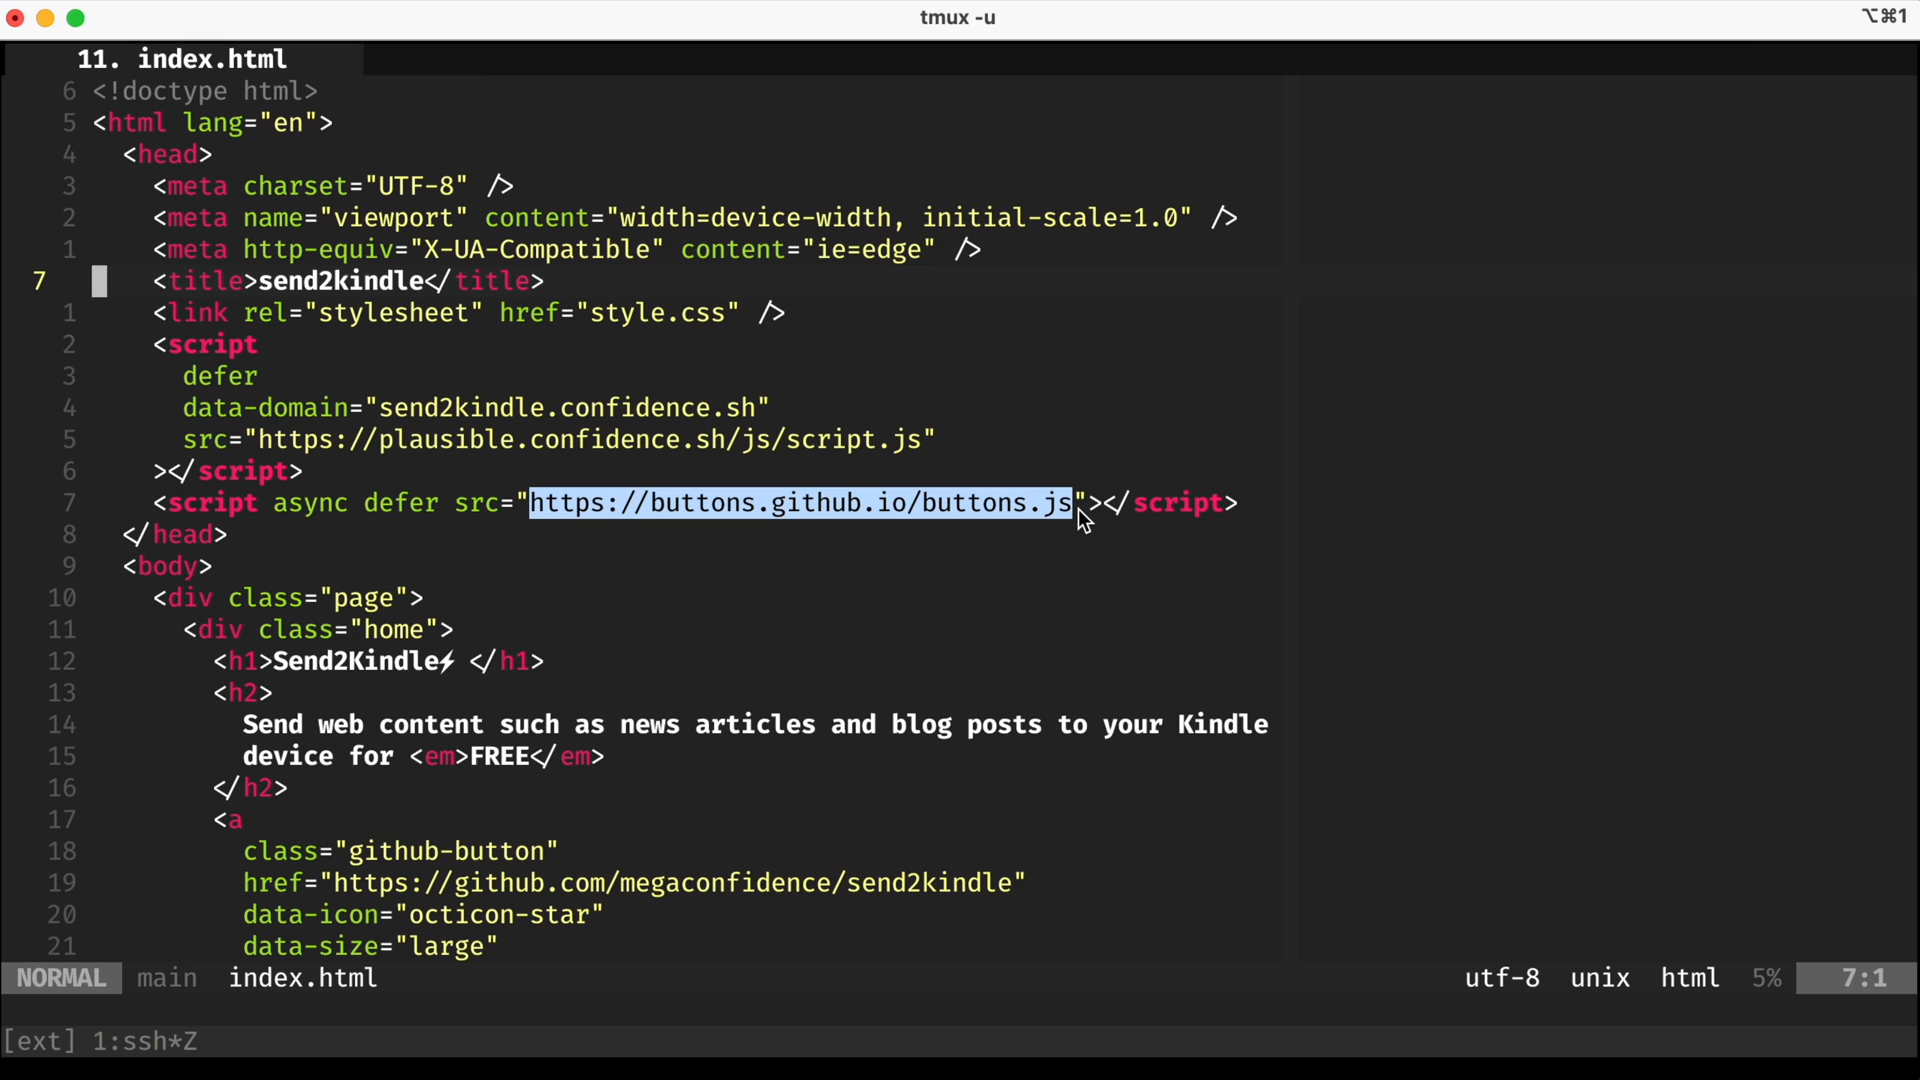 tmux -u
⌥⌘1
11. index.html
6 <!doctype html>
5 <html lang="en">
4 <head>
3 <meta charset="UTF-8" />
2 <meta name="viewport" content="width=device-width, initial-scale=1.0" />
1 <meta http-equiv="X-UA-Compatible" content="ie=edge" />
7 <title>send2kindle</title>
1 <link rel="stylesheet" href="style.css" />
2 <script
3 defer
4 data-domain="send2kindle.confidence.sh"
5 src="https://plausible.confidence.sh/js/script.js"
6 ></script>
7 <script async defer src="https://buttons.github.io/buttons.js"></script>
8 </head>
9 <body>
10 <div class="page">
11 <div class="home">
12 <h1>Send2Kindle⚡ </h1>
13 <h2>
14 Send web content such as news articles and blog posts to your Kindle
15 device for <em>FREE</em>
16 </h2>
17 <a
18 class="github-button"
19 href="https://github.com/megaconfidence/send2kindle"
20 data-icon="octicon-star"
21 data-size="large"
NORMAL main index.html utf-8 unix html 5% 7:1
[ext] 1:ssh*Z